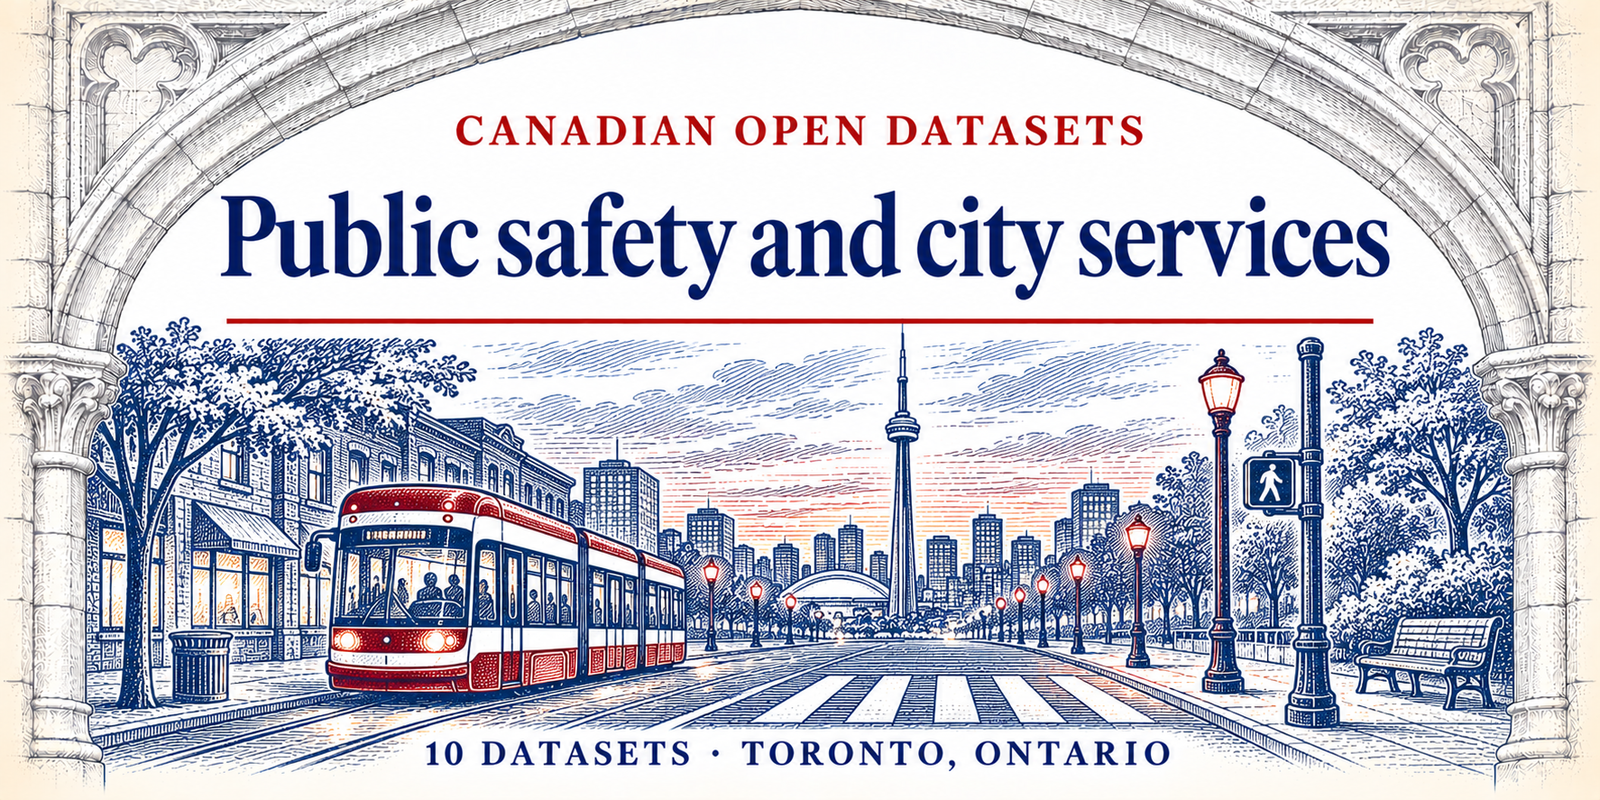 CANADIAN OPEN DATASETS
Public safety and city services
10 DATASETS · TORONTO, ONTARIO